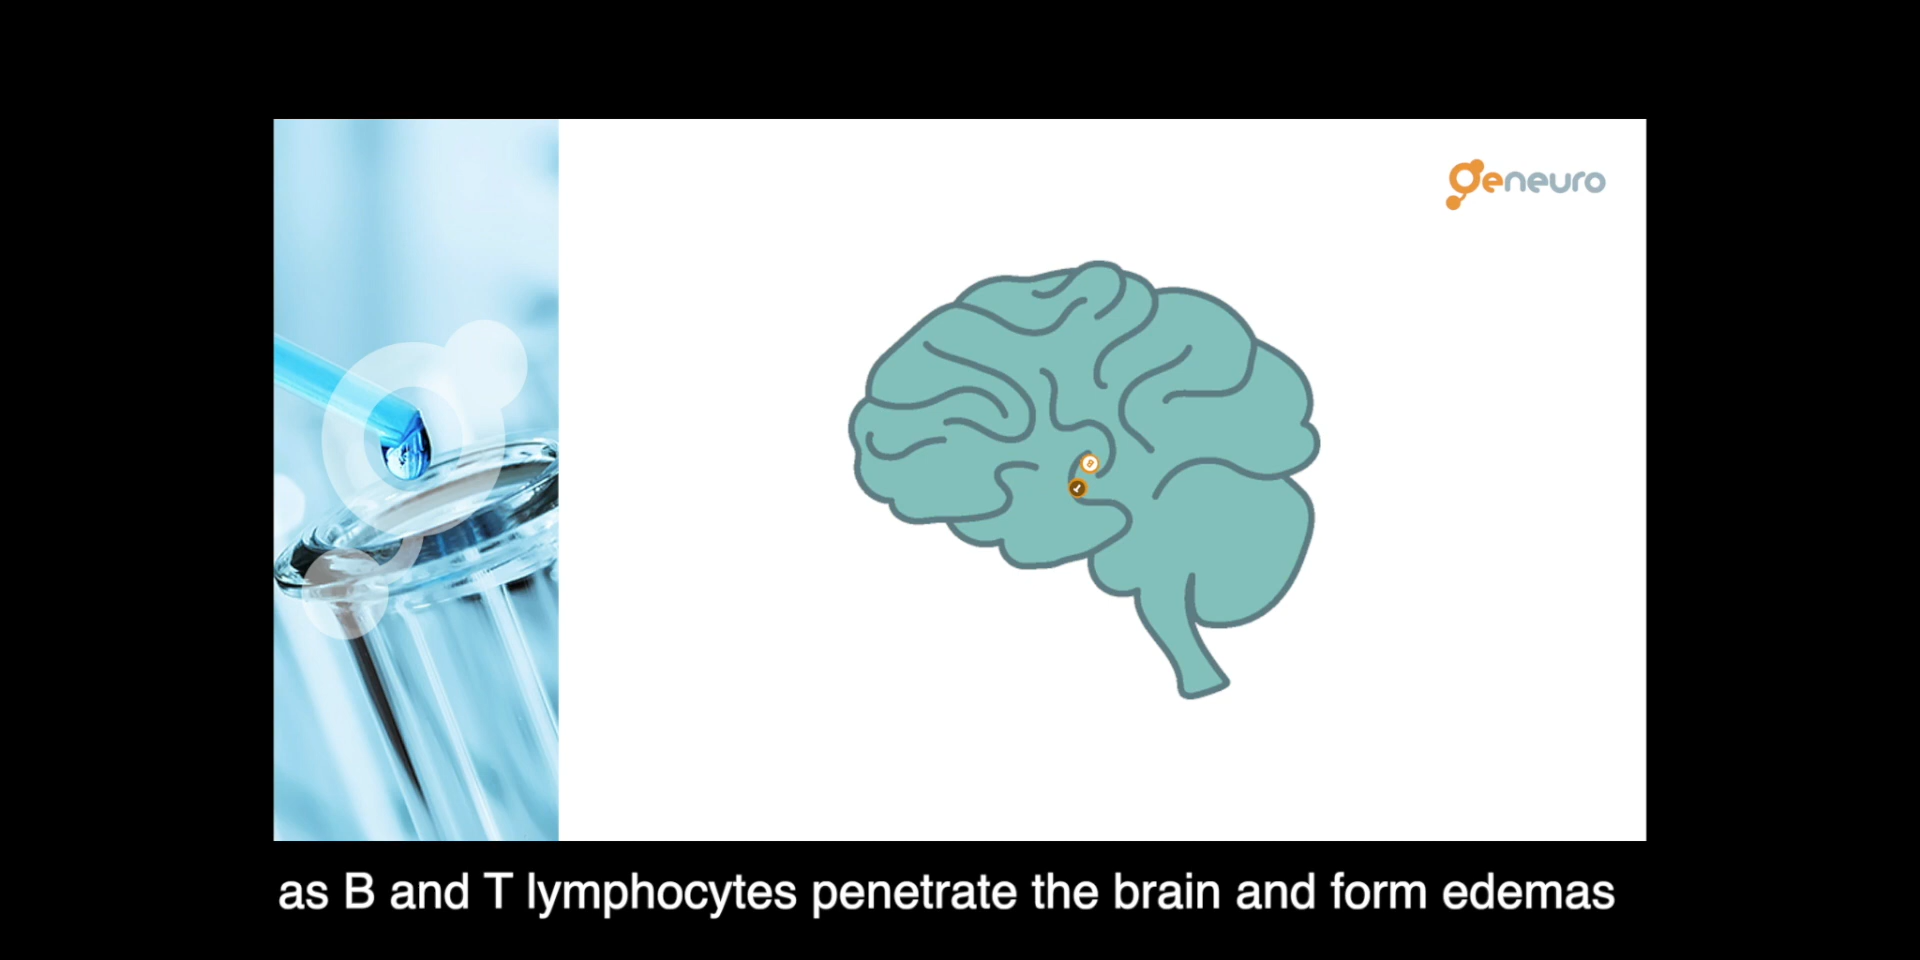 geneuro
B
T
as B and T lymphocytes penetrate the brain and form edemas